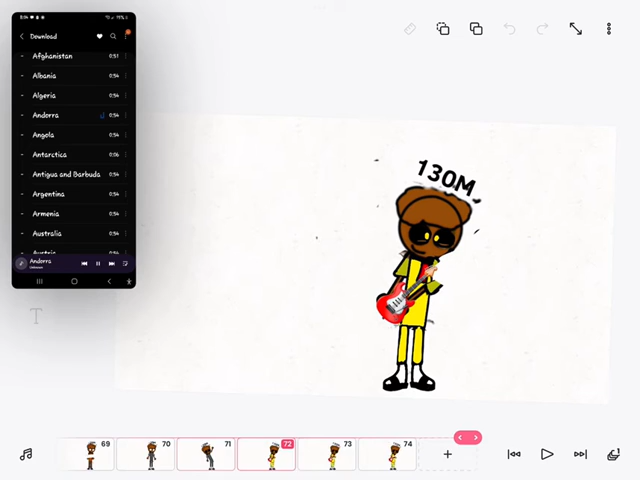 Download
Afghanistan 0:51
Albania 0:54
Algeria 0:54
Andorra 0:54
Angola 0:54
Antarctica 0:06
Antigua and Barbuda 0:54
Argentina 0:54
Armenia 0:54
Australia 0:54
Andorra
130M
T
69 70 71 72 73 74